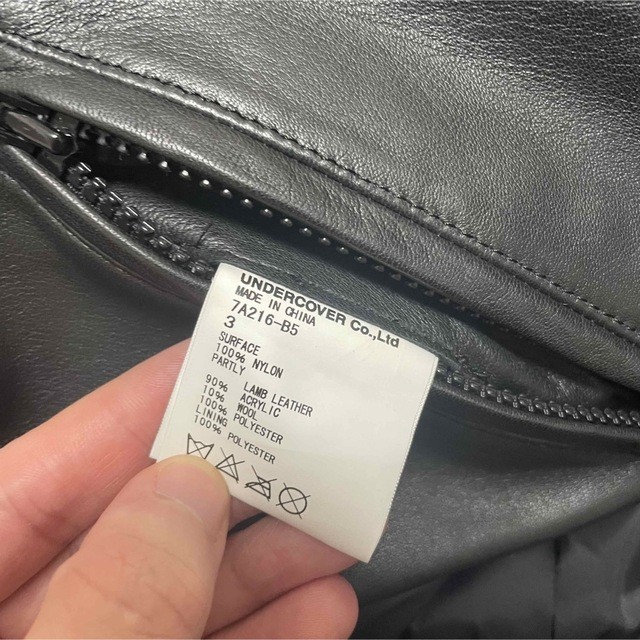 UNDERCOVER Co.,Ltd
MADE IN CHINA
7A216-B5
3
SURFACE
100% NYLON
PARTLY
LAMB LEATHER
90% ACRYLIC
10% WOOL
LINING POLYESTER
100% POLYESTER